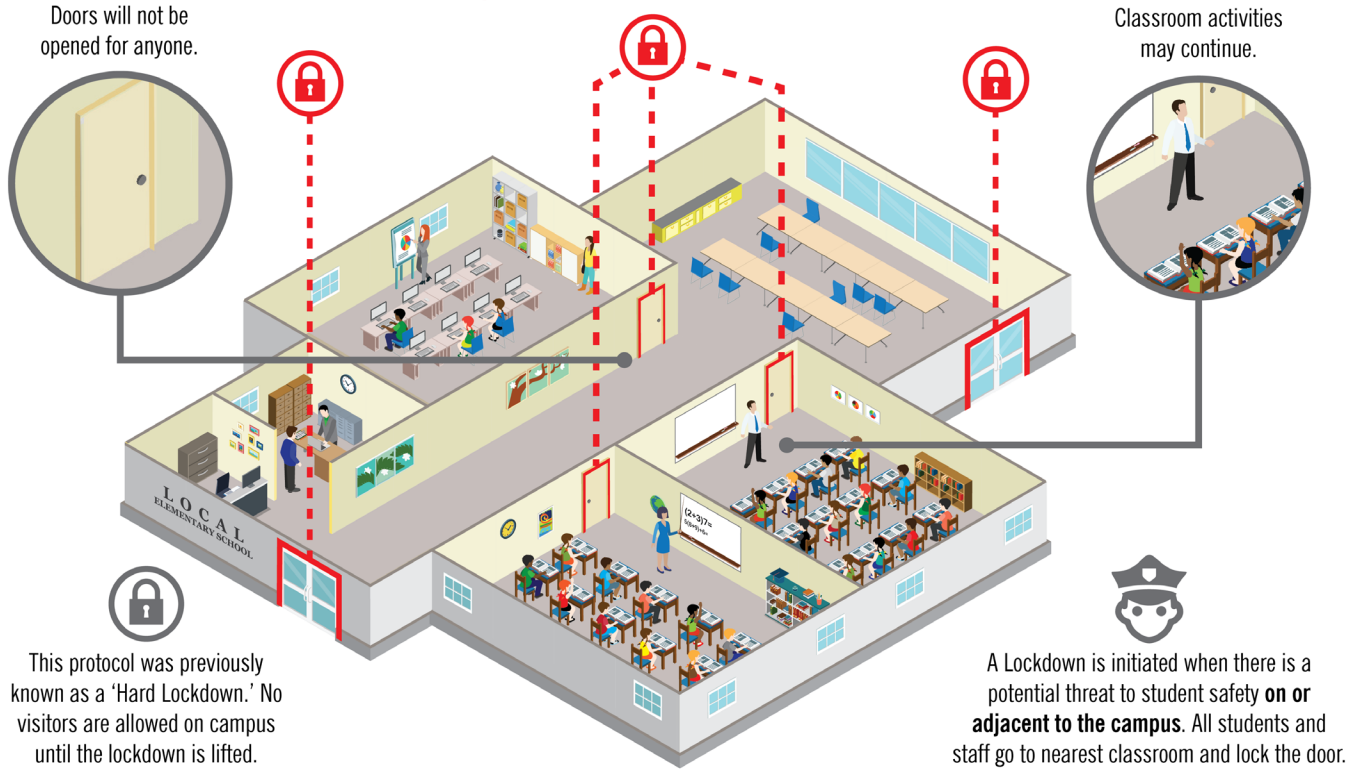 Doors will not be
opened for anyone.
Classroom activities
may continue.
LOCAL
ELEMENTARY SCHOOL
(2+3)7=
This protocol was previously
known as a ‘Hard Lockdown.’ No
visitors are allowed on campus
until the lockdown is lifted.
A Lockdown is initiated when there is a
potential threat to student safety on or
adjacent to the campus. All students and
staff go to nearest classroom and lock the door.